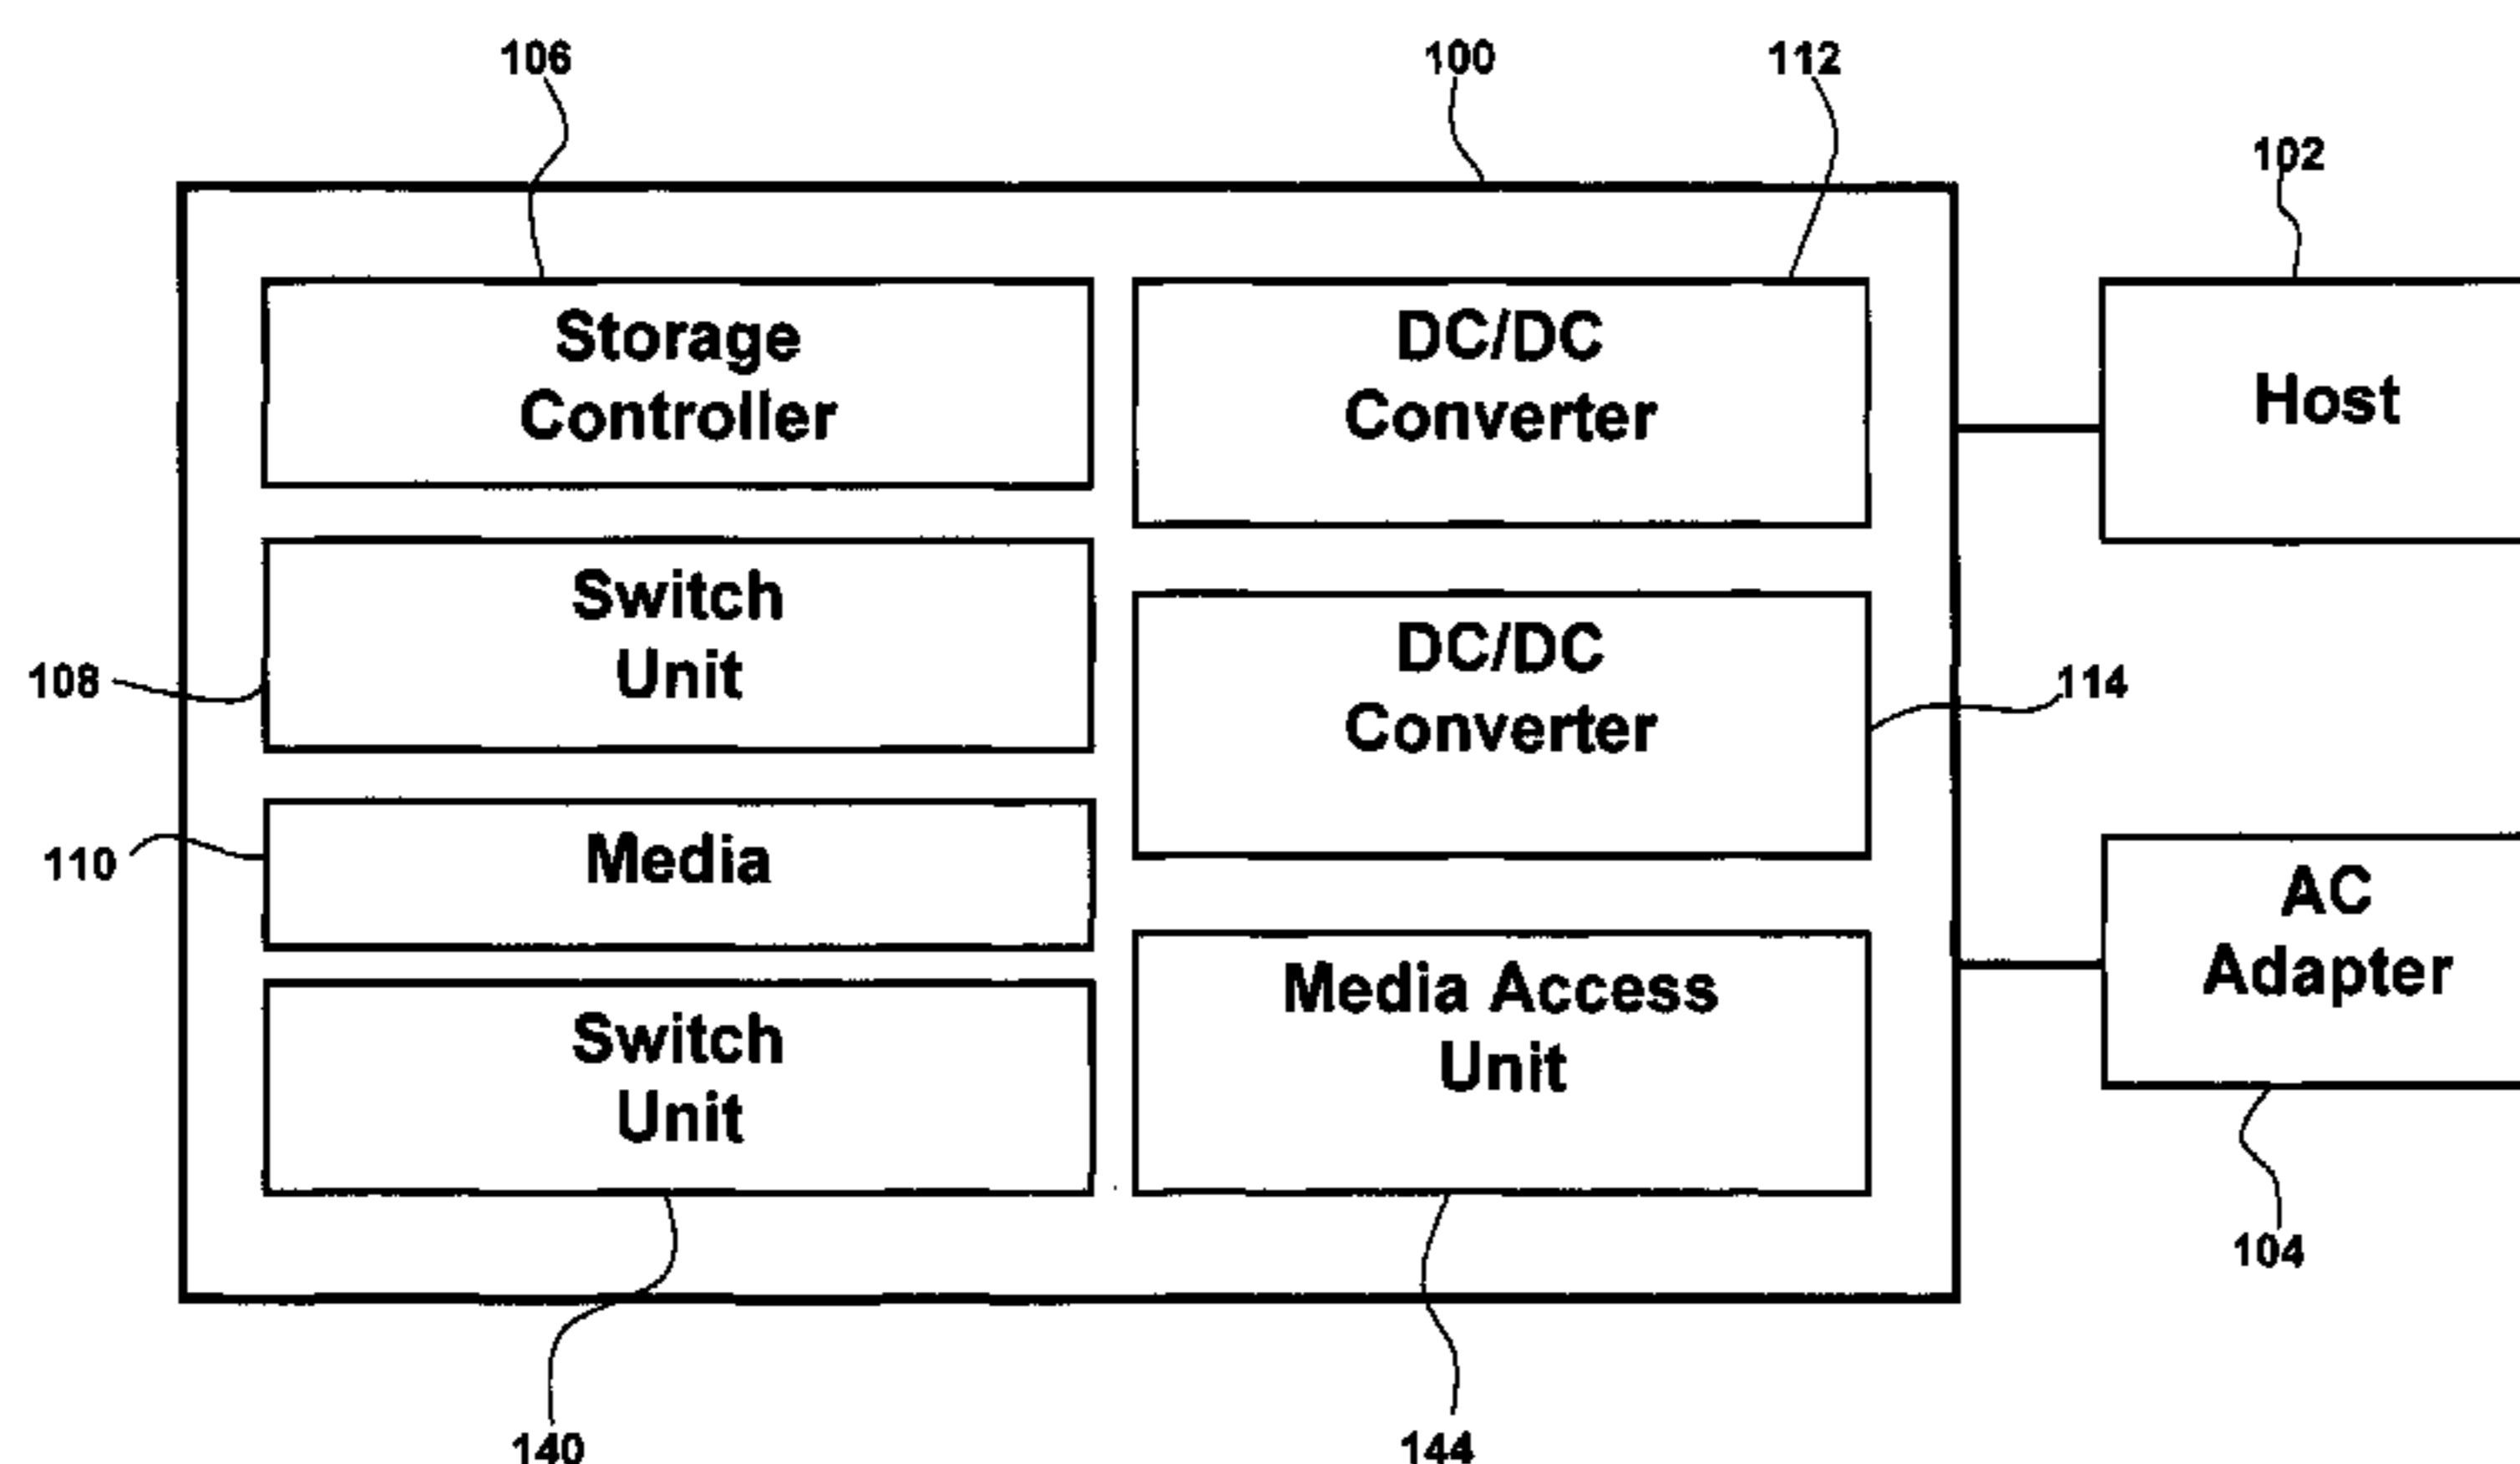 106
100
112
102
Storage
Controller
DC/DC
Converter
Host
Switch
Unit
108
DC/DC
Converter
114
Media
110
AC
Adapter
Switch
Unit
Media Access
Unit
104
140
144